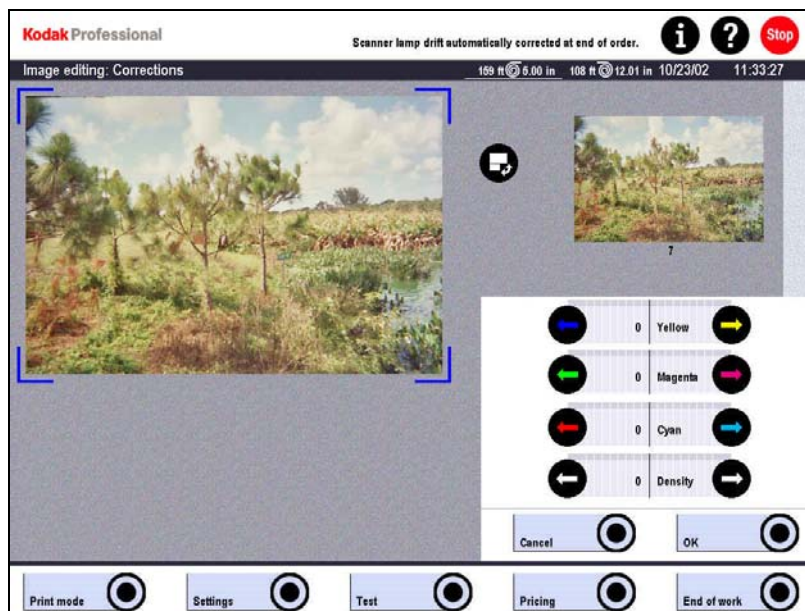 Kodak Professional
Scanner lamp drift automatically corrected at end of order.
i
?
Stop
Image editing: Corrections
159 ft 5.00 in 108 ft 12.01 in 10/23/02 11:33:27
7
0 Yellow
0 Magenta
0 Cyan
0 Density
Cancel
OK
Print mode
Settings
Test
Pricing
End of work